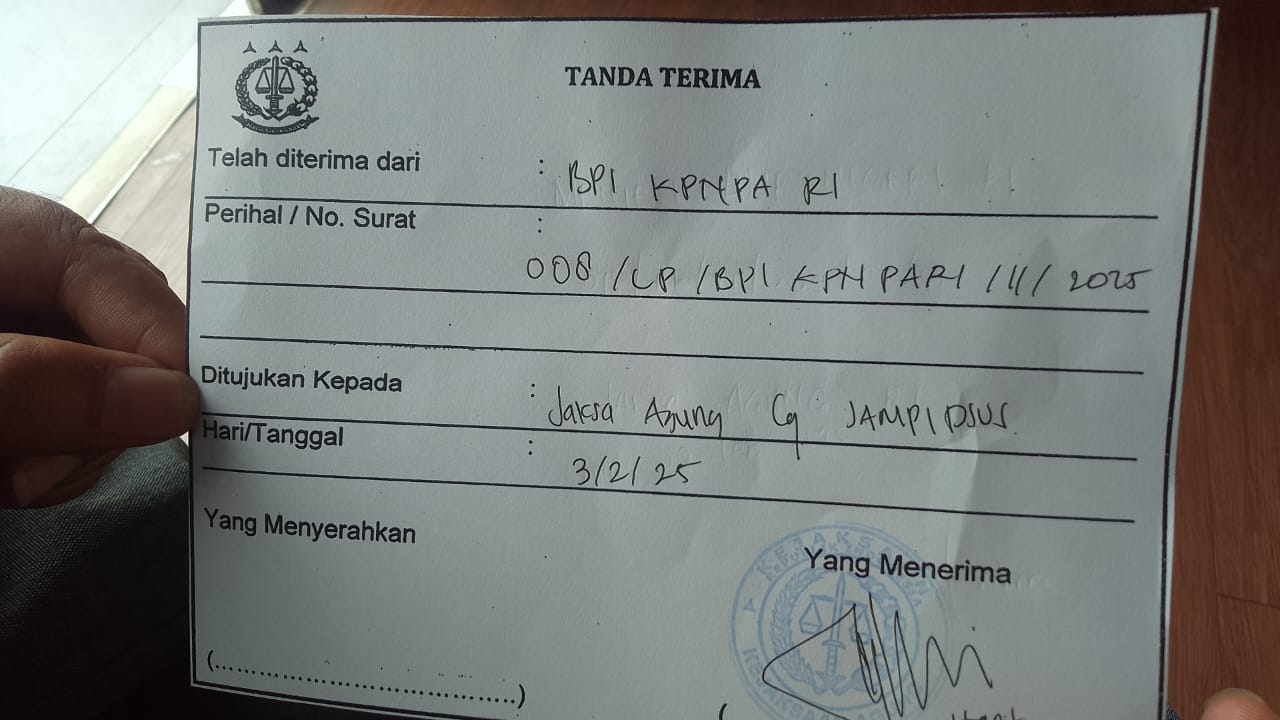 TANDA TERIMA
Telah diterima dari : BPI KPNPA RI
Perihal / No. Surat :
008 /LP /BPI KPN PA RI /II/ 2025
Ditujukan Kepada : Jaksa Agung Cq JAMPIDSUS
Hari/Tanggal : 3/2/25
Yang Menyerahkan
Yang Menerima
(..........................................)
(